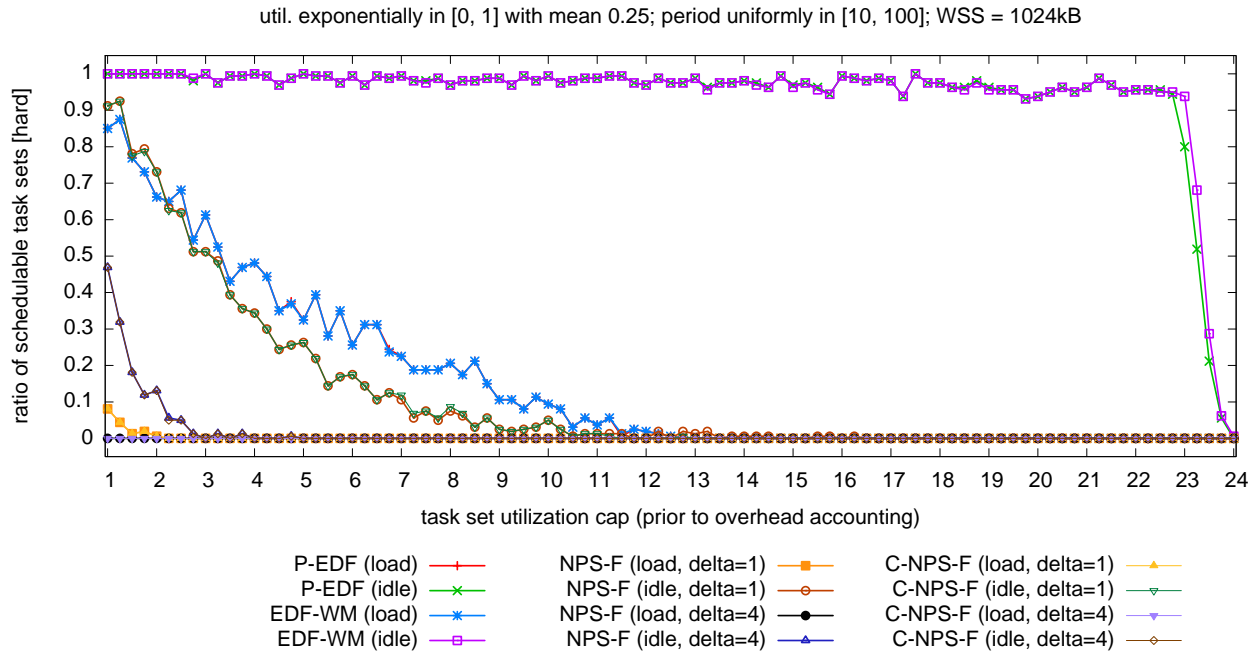 util. exponentially in [0, 1] with mean 0.25; period uniformly in [10, 100]; WSS = 1024kB
ratio of schedulable task sets [hard]
1
0.9
0.8
0.7
0.6
0.5
0.4
0.3
0.2
0.1
0
1 2 3 4 5 6 7 8 9 10 11 12 13 14 15 16 17 18 19 20 21 22 23 24
task set utilization cap (prior to overhead accounting)
P-EDF (load) NPS-F (load, delta=1) C-NPS-F (load, delta=1)
P-EDF (idle) NPS-F (idle, delta=1) C-NPS-F (idle, delta=1)
EDF-WM (load) NPS-F (load, delta=4) C-NPS-F (load, delta=4)
EDF-WM (idle) NPS-F (idle, delta=4) C-NPS-F (idle, delta=4)